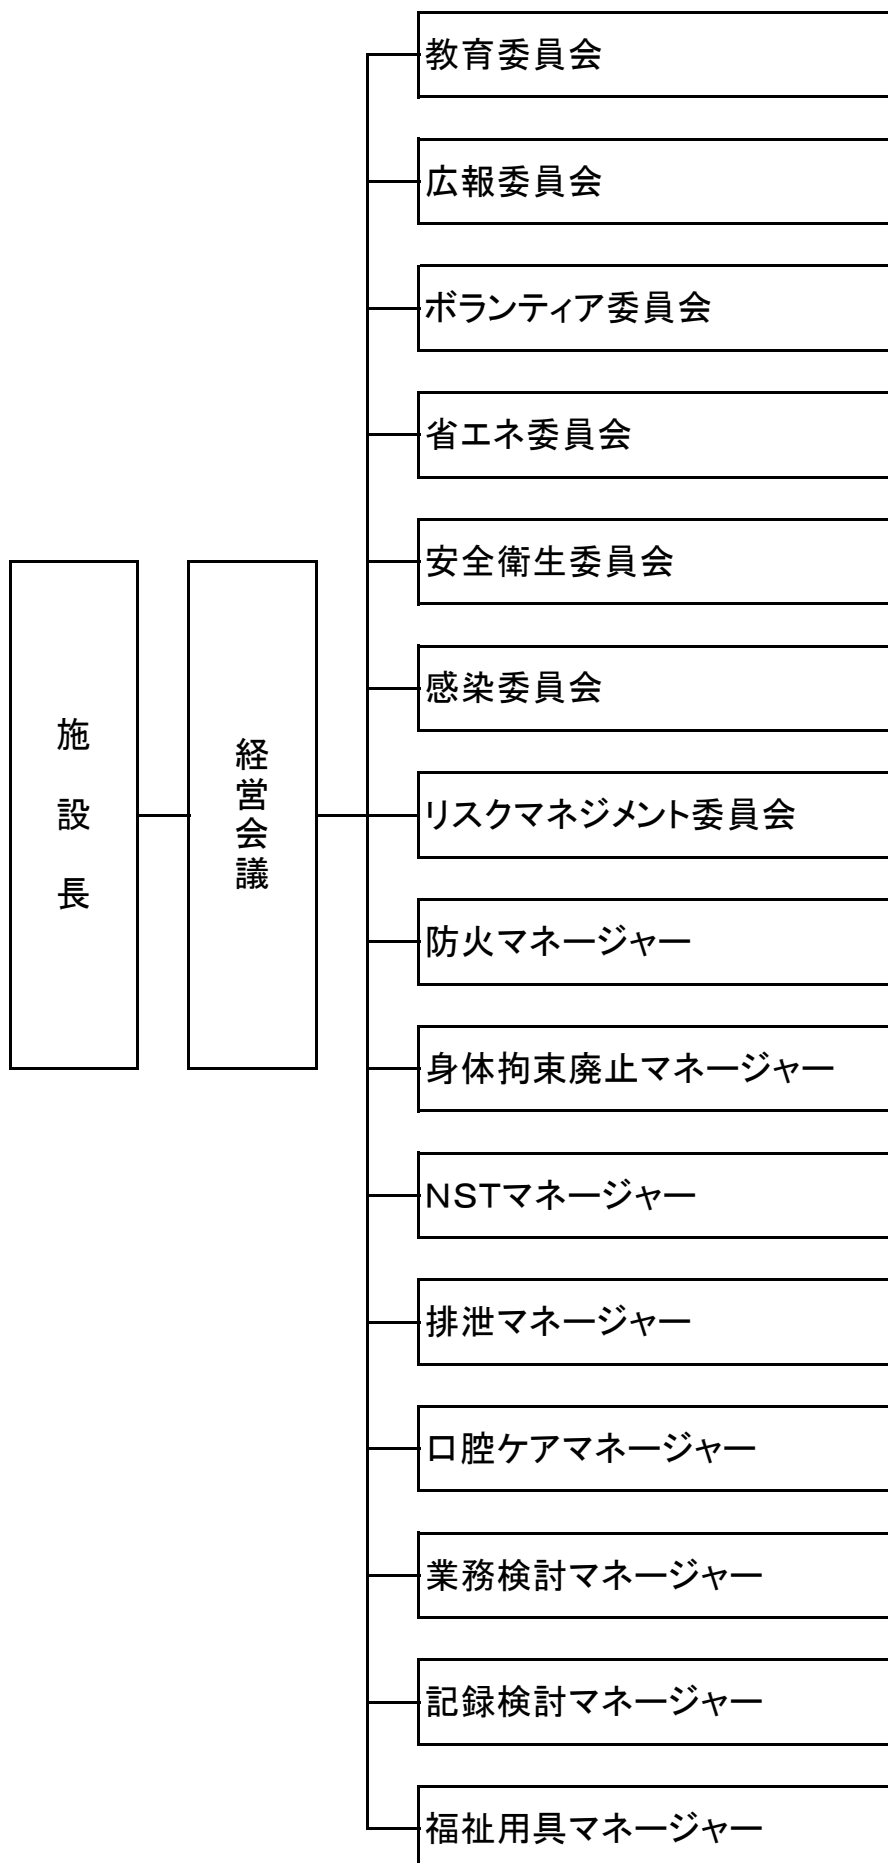 施設長
経営会議
教育委員会
広報委員会
ボランティア委員会
省エネ委員会
安全衛生委員会
感染委員会
リスクマネジメント委員会
防火マネージャー
身体拘束廃止マネージャー
NSTマネージャー
排泄マネージャー
口腔ケアマネージャー
業務検討マネージャー
記録検討マネージャー
福祉用具マネージャー